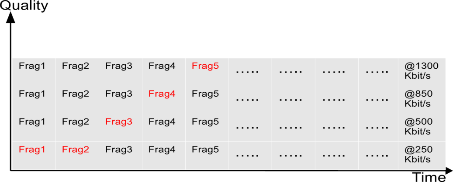 Quality
Frag1 Frag2 Frag3 Frag4 Frag5 ..... ..... ..... ..... @1300 Kbit/s
Frag1 Frag2 Frag3 Frag4 Frag5 ..... ..... ..... ..... @850 Kbit/s
Frag1 Frag2 Frag3 Frag4 Frag5 ..... ..... ..... ..... @500 Kbit/s
Frag1 Frag2 Frag3 Frag4 Frag5 ..... ..... ..... ..... @250 Kbit/s
Time